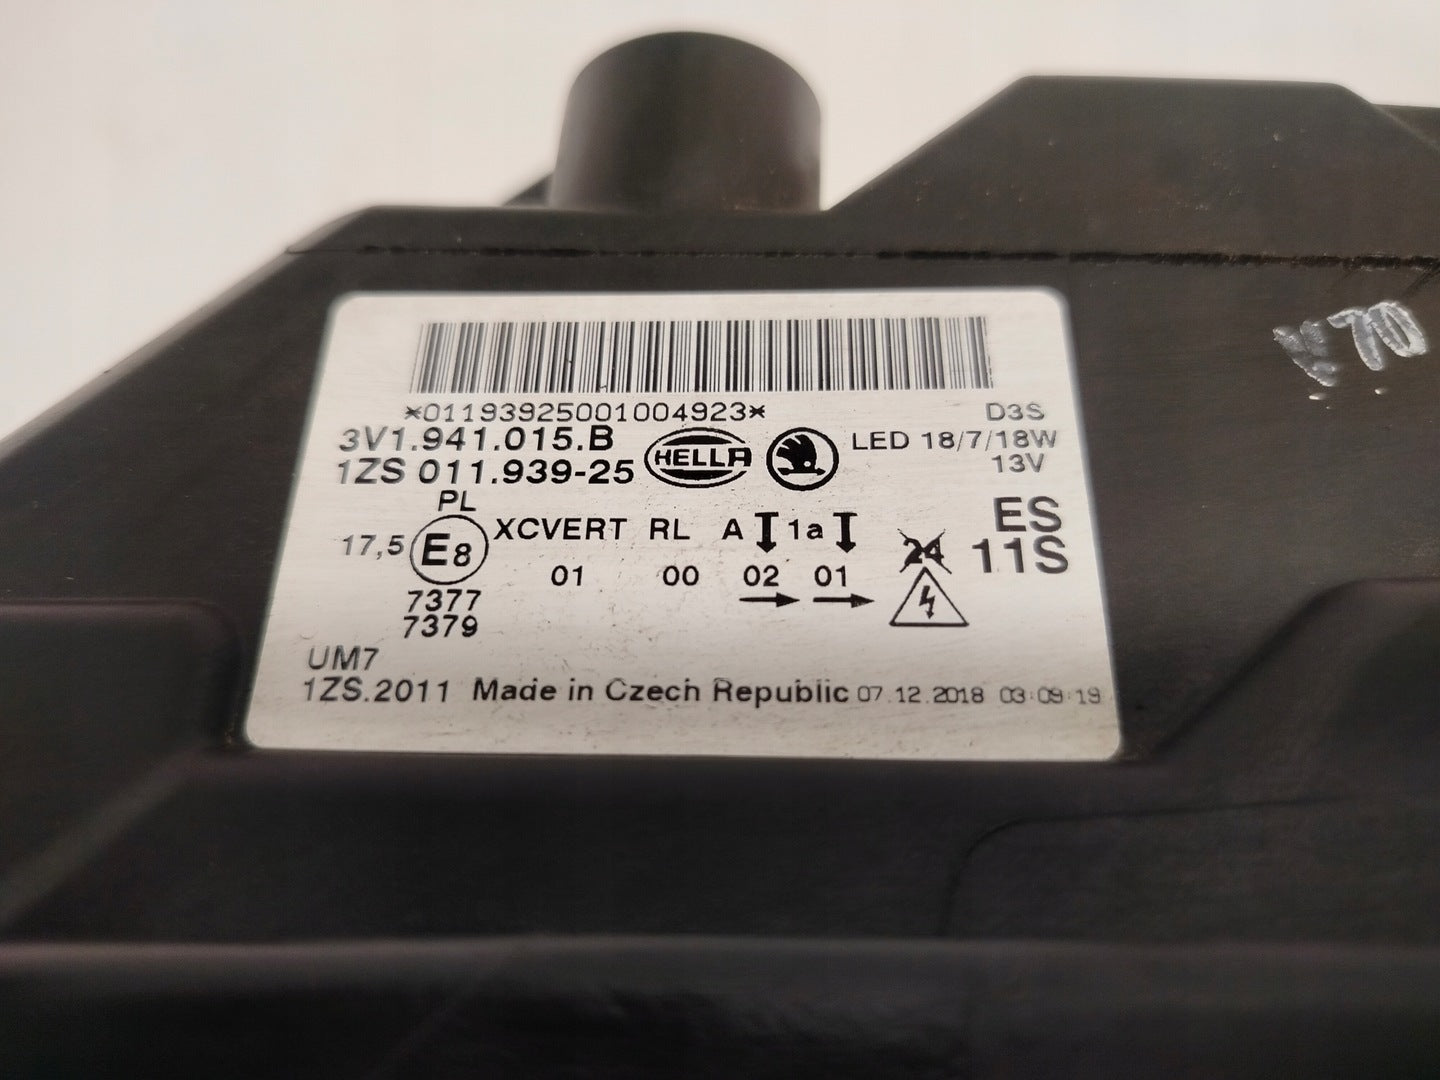 *01193925001004923*
D3S
3V1.941.015.B
HELLA
LED 18/7/18W
1ZS 011.939-25
13V
PL
17,5 E8 XCVERT RL A 1a
24
ES
01 00 02 01
11S
7377
7379
UM7
1ZS.2011 Made in Czech Republic 07.12.2018 03:09:19